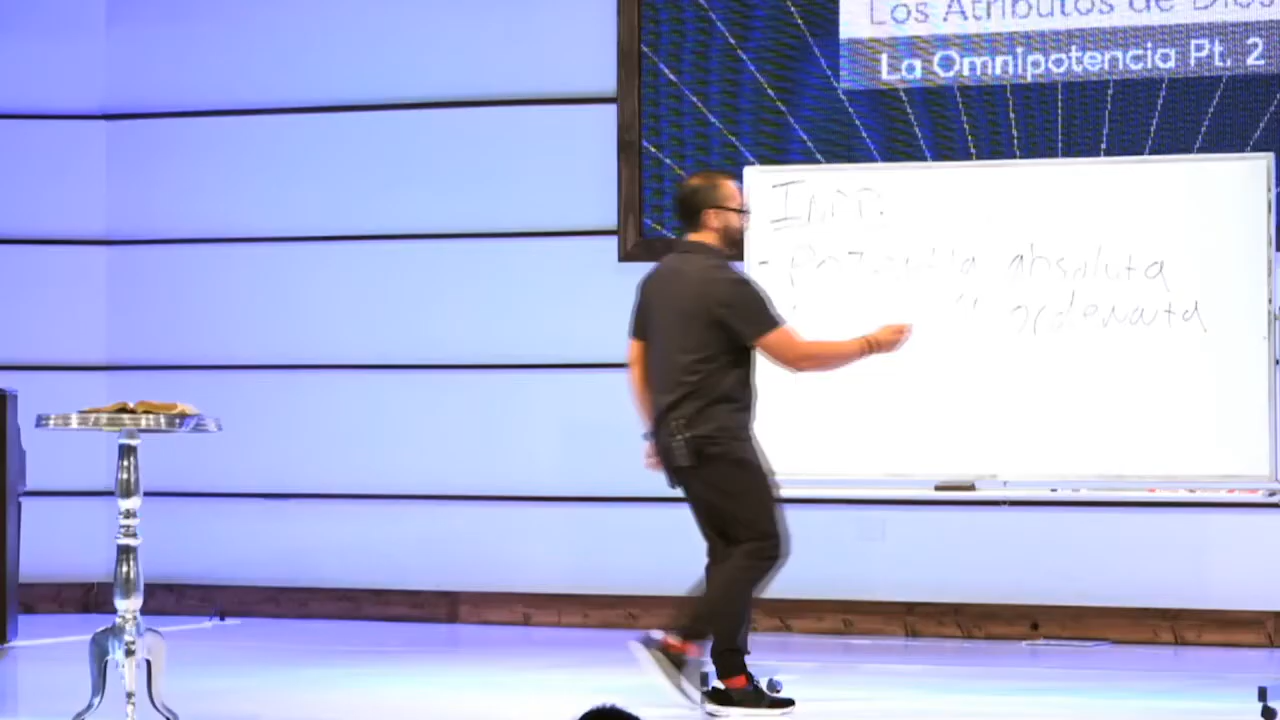 Los Atributos de Dios
La Omnipotencia Pt. 2
absoluta
" ordenata